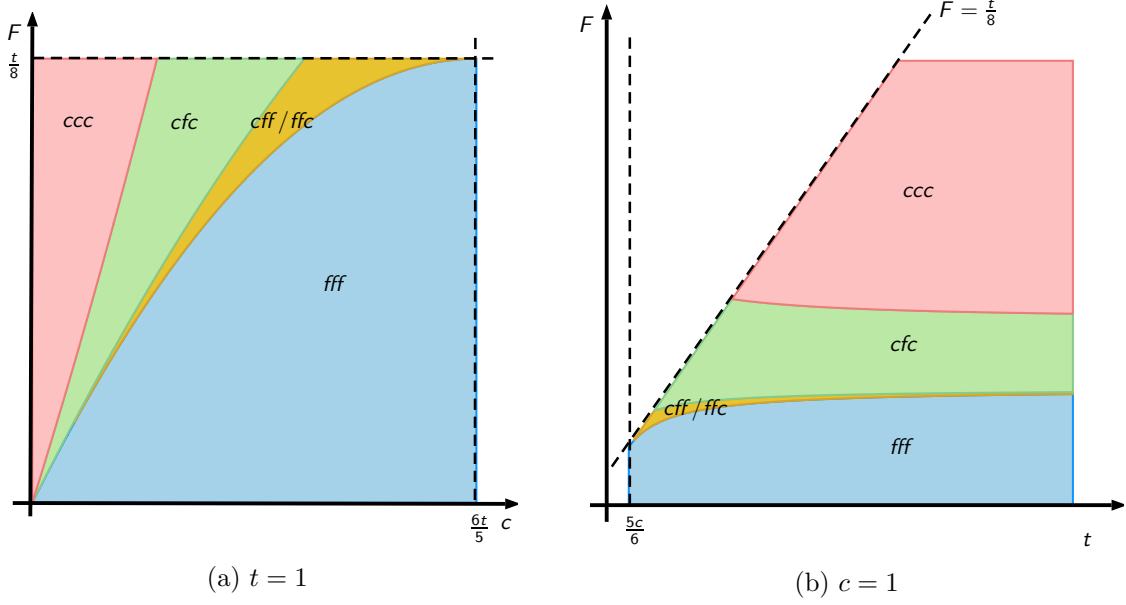 F
t/8
ccc
cfc
cff / ffc
fff
6t/5
c
(a) t = 1
F
F = t/8
ccc
cfc
cff / ffc
fff
5c/6
t
(b) c = 1